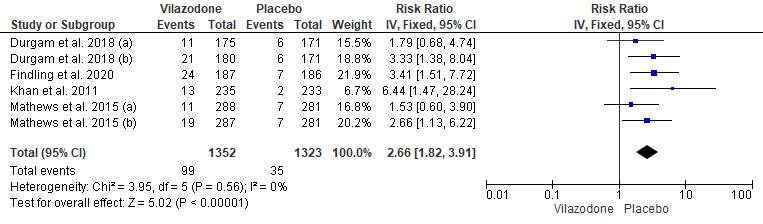 Vilazodone Placebo Risk Ratio Risk Ratio
Study or Subgroup Events Total Events Total Weight IV, Fixed, 95% CI IV, Fixed, 95% CI
Durgam et al. 2018 (a) 11 175 6 171 15.5% 1.79 [0.68, 4.74]
Durgam et al. 2018 (b) 21 180 6 171 19.0% 3.33 [1.38, 8.04]
Findling et al. 2020 24 187 7 186 21.9% 3.41 [1.51, 7.72]
Khan et al. 2011 13 235 2 233 6.7% 6.44 [1.47, 28.24]
Mathews et al. 2015 (a) 11 288 7 281 16.8% 1.53 [0.60, 3.90]
Mathews et al. 2015 (b) 19 287 7 281 20.2% 2.66 [1.13, 6.22]
Total (95% CI) 1352 1323 100.0% 2.66 [1.82, 3.91]
Total events 99 35
Heterogeneity: Chi² = 3.95, df = 5 (P = 0.56); I² = 0%
Test for overall effect: Z = 5.02 (P < 0.00001)
0.01 0.1 1 10 100
Vilazodone Placebo